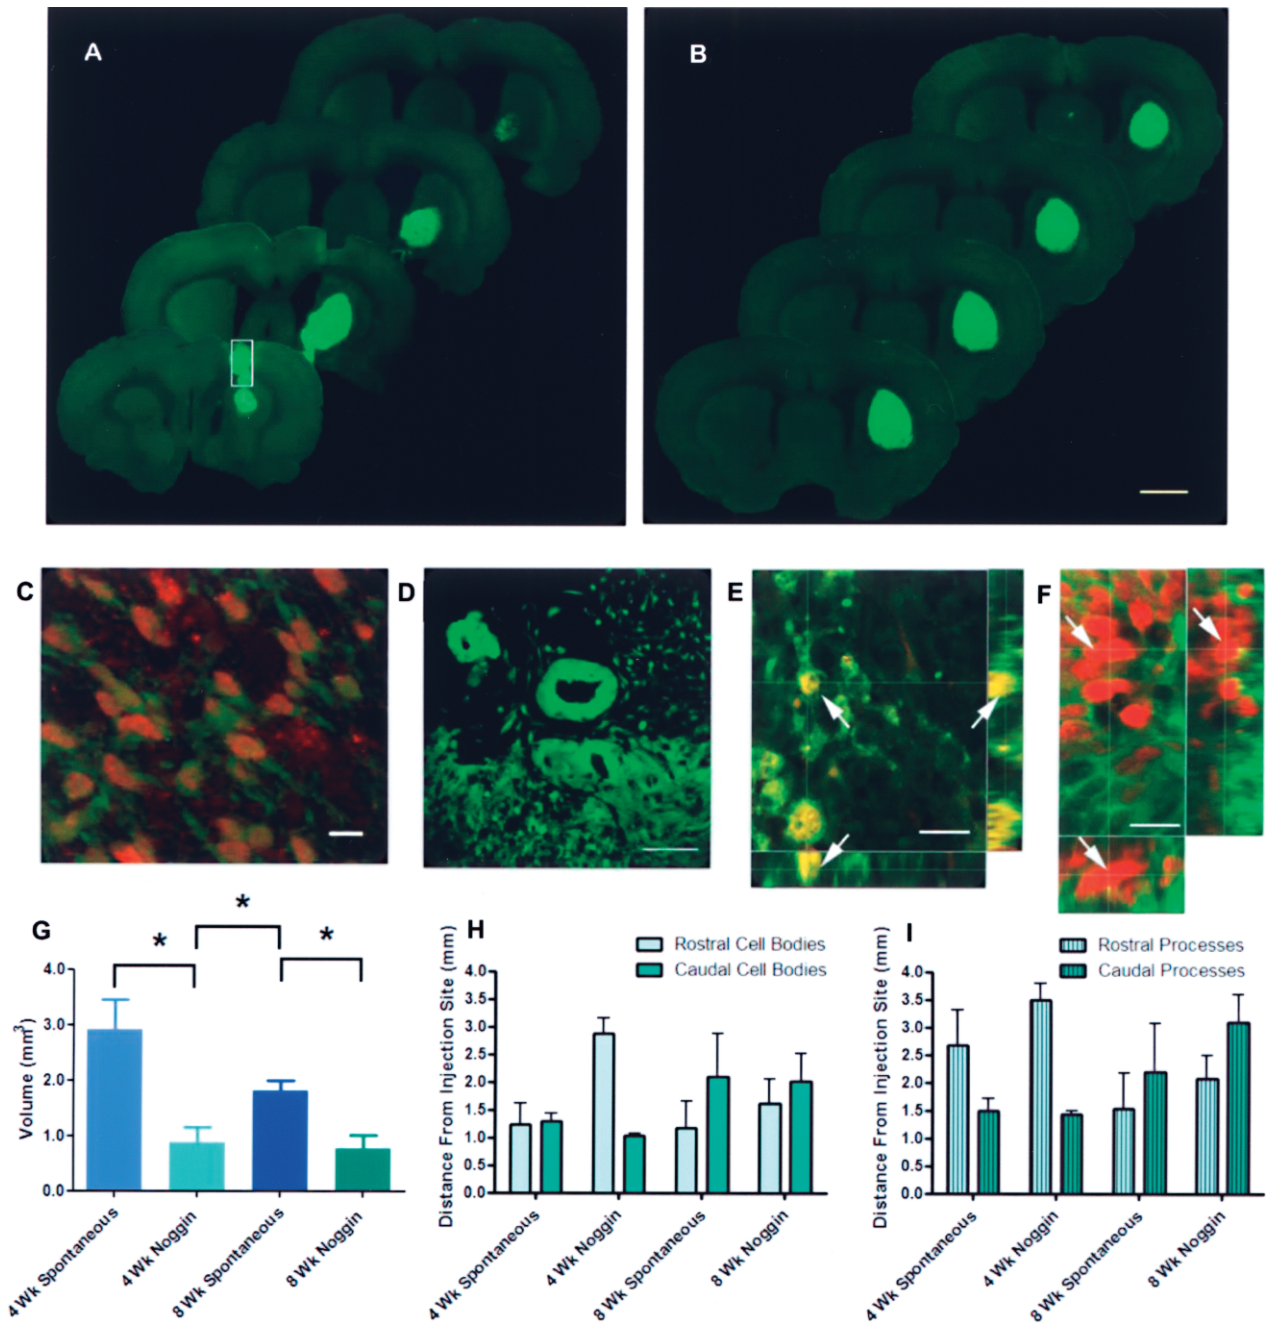 A
B
C
D
E
F
G
*
*
*
Volume (mm³)
4.0
3.0
2.0
1.0
0.0
4 Wk Spontaneous
4 Wk Noggin
8 Wk Spontaneous
8 Wk Noggin
H
Rostral Cell Bodies
Caudal Cell Bodies
Distance From Injection Site (mm)
4.0
3.5
3.0
2.5
2.0
1.5
1.0
0.5
0.0
4 Wk Spontaneous
4 Wk Noggin
8 Wk Spontaneous
8 Wk Noggin
I
Rostral Processes
Caudal Processes
Distance From Injection Site (mm)
4.0
3.5
3.0
2.5
2.0
1.5
1.0
0.5
0.0
4 Wk Spontaneous
4 Wk Noggin
8 Wk Spontaneous
8 Wk Noggin